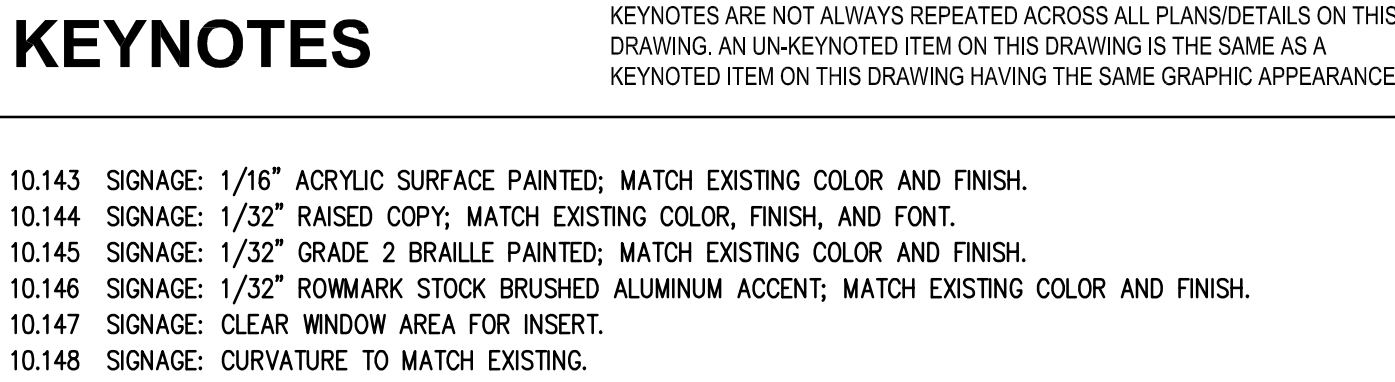 KEYNOTES
KEYNOTES ARE NOT ALWAYS REPEATED ACROSS ALL PLANS/DETAILS ON THIS
DRAWING. AN UN-KEYNOTED ITEM ON THIS DRAWING IS THE SAME AS A
KEYNOTED ITEM ON THIS DRAWING HAVING THE SAME GRAPHIC APPEARANCE
10.143 SIGNAGE: 1/16" ACRYLIC SURFACE PAINTED; MATCH EXISTING COLOR AND FINISH.
10.144 SIGNAGE: 1/32" RAISED COPY; MATCH EXISTING COLOR, FINISH, AND FONT.
10.145 SIGNAGE: 1/32" GRADE 2 BRAILLE PAINTED; MATCH EXISTING COLOR AND FINISH.
10.146 SIGNAGE: 1/32" ROWMARK STOCK BRUSHED ALUMINUM ACCENT; MATCH EXISTING COLOR AND FINISH.
10.147 SIGNAGE: CLEAR WINDOW AREA FOR INSERT.
10.148 SIGNAGE: CURVATURE TO MATCH EXISTING.